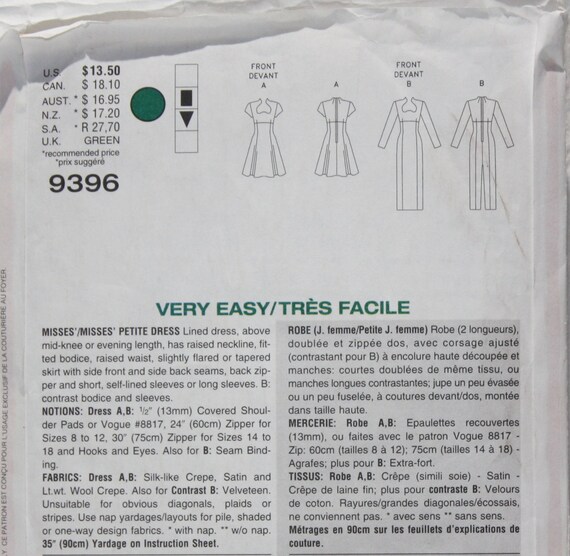 U.S. $13.50
CAN. $ 18.10
AUST. * $ 16.95
N.Z. * $ 17.20
S.A. * R 27,70
U.K. GREEN
*recommended price
*prix suggéré
9396
FRONT
DEVANT
A
A
FRONT
DEVANT
B
B
VERY EASY/TRÈS FACILE
MISSES'/MISSES' PETITE DRESS Lined dress, above
mid-knee or evening length, has raised neckline, fit-
ted bodice, raised waist, slightly flared or tapered
skirt with side front and side back seams, back zip-
per and short, self-lined sleeves or long sleeves. B:
contrast bodice and sleeves.
NOTIONS: Dress A,B: 1/2" (13mm) Covered Shoul-
der Pads or Vogue #8817, 24" (60cm) Zipper for
Sizes 8 to 12, 30" (75cm) Zipper for Sizes 14 to
18 and Hooks and Eyes. Also for B: Seam Bind-
ing.
FABRICS: Dress A,B: Silk-like Crepe, Satin and
Lt.wt. Wool Crepe. Also for Contrast B: Velveteen.
Unsuitable for obvious diagonals, plaids or
stripes. Use nap yardages/layouts for pile, shaded
or one-way design fabrics. * with nap. ** w/o nap.
35" (90cm) Yardage on Instruction Sheet.
ROBE (J. femme/Petite J. femme) Robe (2 longueurs),
doublée et zippée dos, avec corsage ajusté
(contrastant pour B) à encolure haute découpée et
manches: courtes doublées de même tissu, ou
manches longues contrastantes; jupe un peu évasée
ou un peu fuselée, à coutures devant/dos, montée
dans taille haute.
MERCERIE: Robe A,B: Epaulettes recouvertes
(13mm), ou faites avec le patron Vogue 8817 -
Zip: 60cm (tailles 8 à 12); 75cm (tailles 14 à 18) -
Agrafes; plus pour B: Extra-fort.
TISSUS: Robe A,B: Crêpe (simili soie) - Satin -
Crêpe de laine fin; plus pour contraste B: Velours
de coton. Rayures/grandes diagonales/écossais,
ne conviennent pas. * avec sens ** sans sens.
Métrages en 90cm sur les feuillets d'explications de
couture.
Y. CE PATRON EST CONÇU POUR L'USAGE EXCLUSIF DE LA COUTURIÈRE AU FOYER.